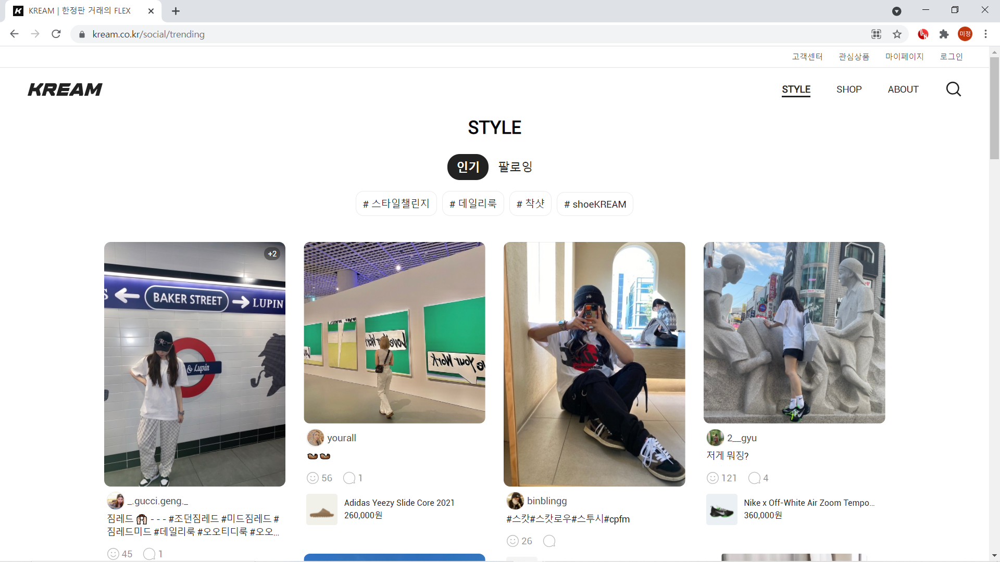 KREAM | 한정판 거래의 FLEX
kream.co.kr/social/trending
미정
고객센터 관심상품 마이페이지 로그인
KREAM
STYLE SHOP ABOUT
STYLE
인기 팔로잉
# 스타일챌린지 # 데일리룩 # 착샷 # shoeKREAM
+2
BAKER STREET
LUPIN
& Lupin
Love Your Work
ve Your Work
_.gucci.geng._
짐레드 - - - #조던짐레드 #미드짐레드 #
짐레드미드 #데일리룩 #오오티디룩 #오오...
45 1
yourall
56 1
Adidas Yeezy Slide Core 2021
260,000원
binblingg
#스캇#스캇로우#스투시#cpfm
26
2__gyu
저게 뭐징?
121 4
Nike x Off-White Air Zoom Tempo...
360,000원